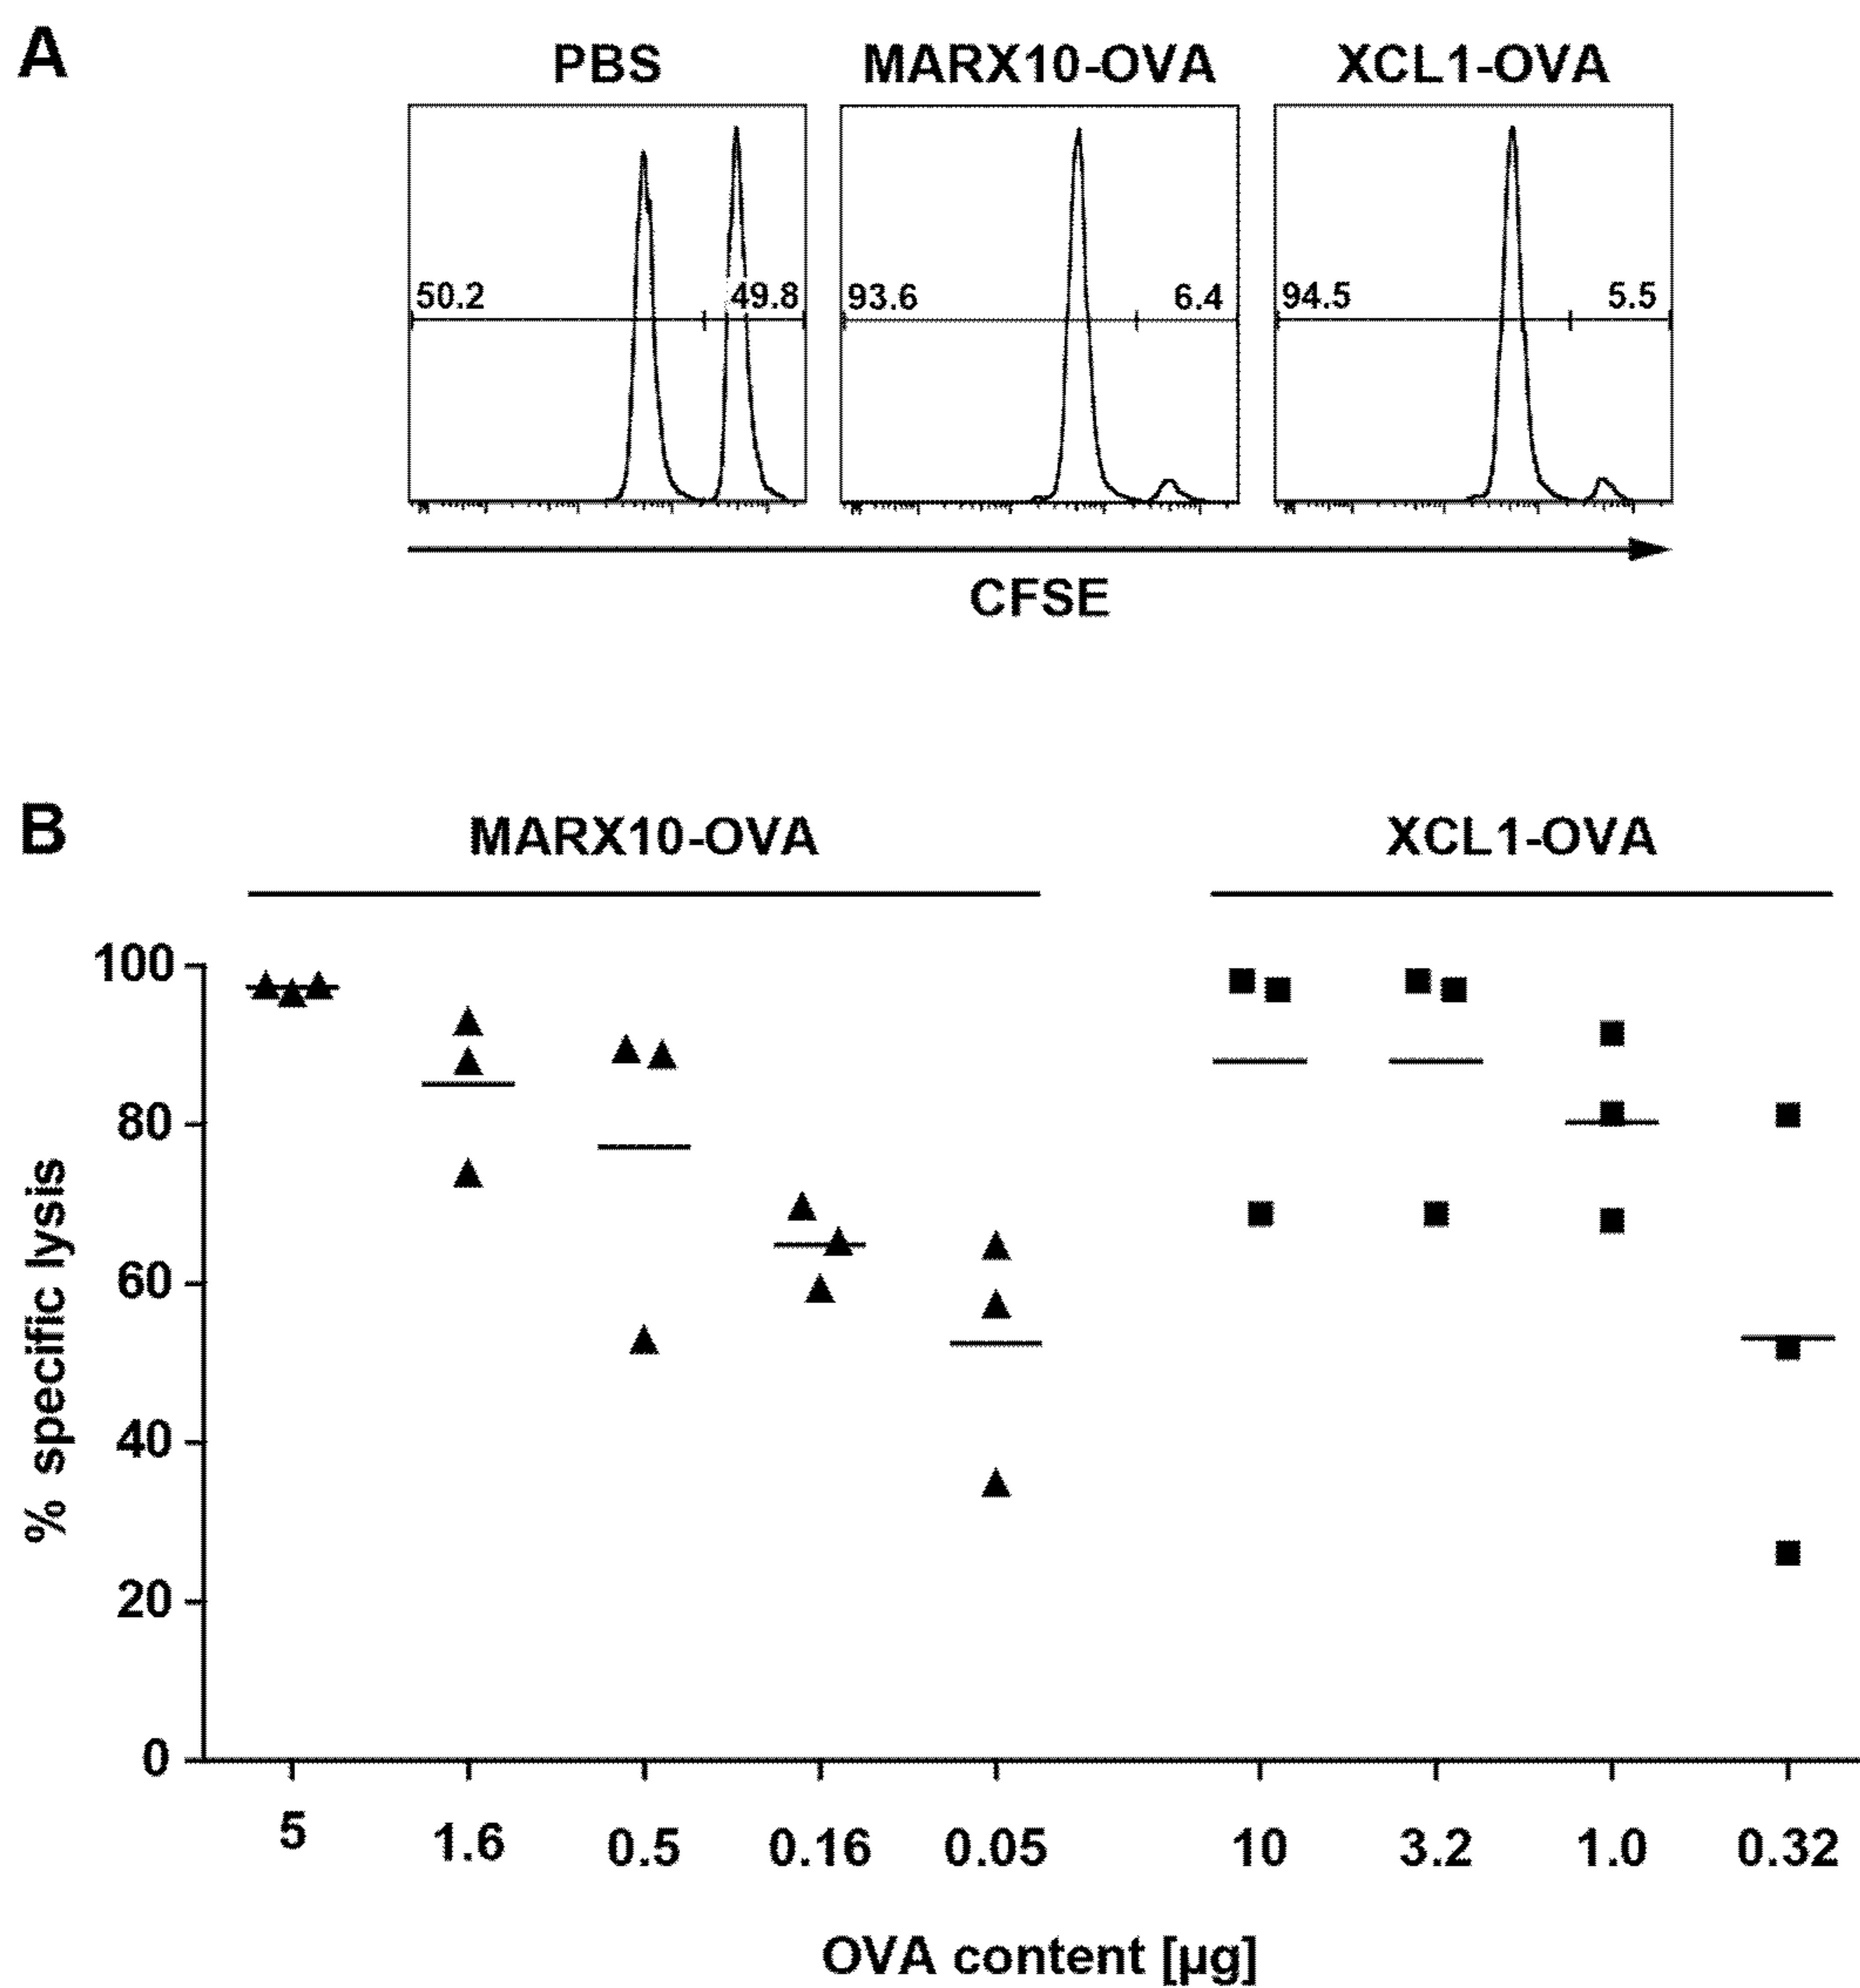 A
PBS MARX10-OVA XCL1-OVA
50.2 49.8 93.6 6.4 94.5 5.5
CFSE
B
MARX10-OVA XCL1-OVA
100
80
60
40
20
0
% specific lysis
5 1.6 0.5 0.16 0.05 10 3.2 1.0 0.32
OVA content [µg]